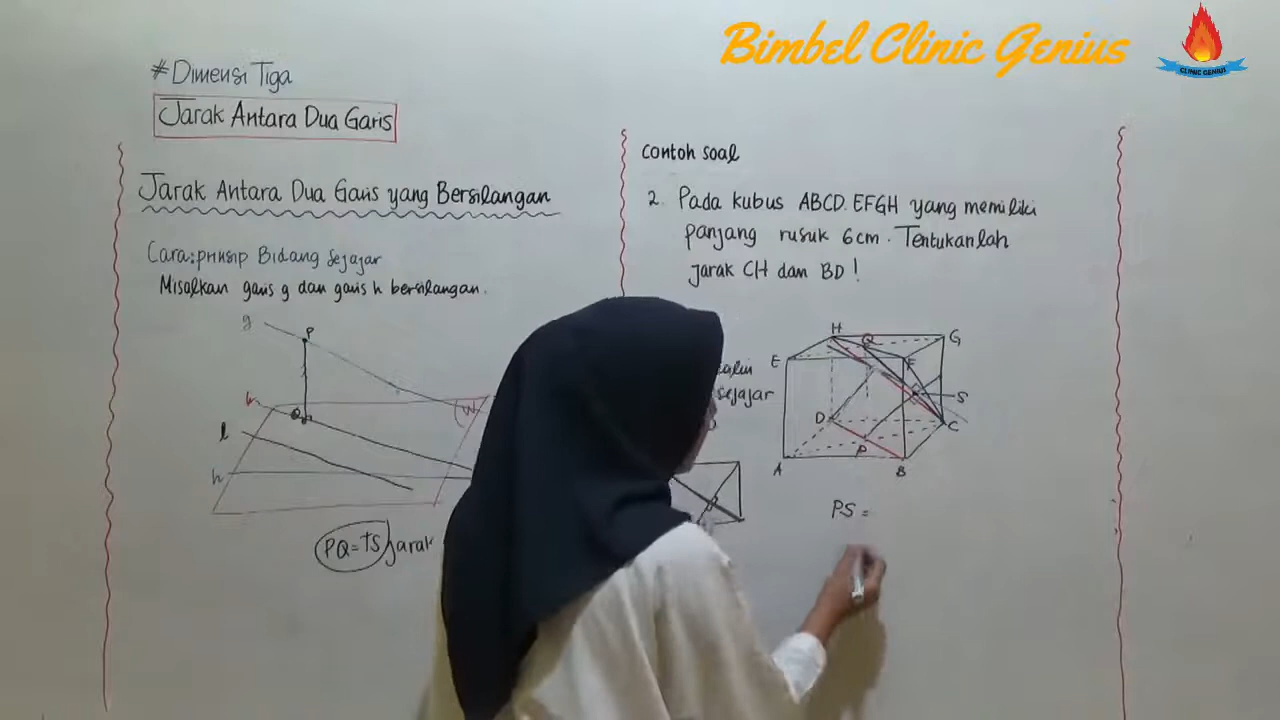 Bimbel Clinic Genius
CLINIC GENIUS
#Dimensi Tiga
Jarak Antara Dua Garis
Jarak Antara Dua Garis yang Bersilangan
Cara:prinsip Bidang Sejajar
Misalkan garis g dan garis h bersilangan.
g
P
k
Q
W
l
h
PQ=TS jarak
contoh soal
2. Pada kubus ABCD.EFGH yang memiliki
panjang rusuk 6cm. Tentukanlah
jarak CH dan BD!
sejajar
H
Q
G
E
F
S
D
C
P
A
B
PS =